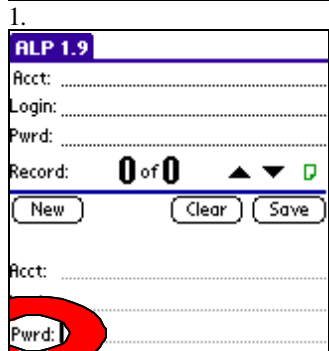 1.
ALP 1.9
Acct:
Login:
Pwrd:
Record: 0 of 0
New Clear Save
Acct:
Pwrd: